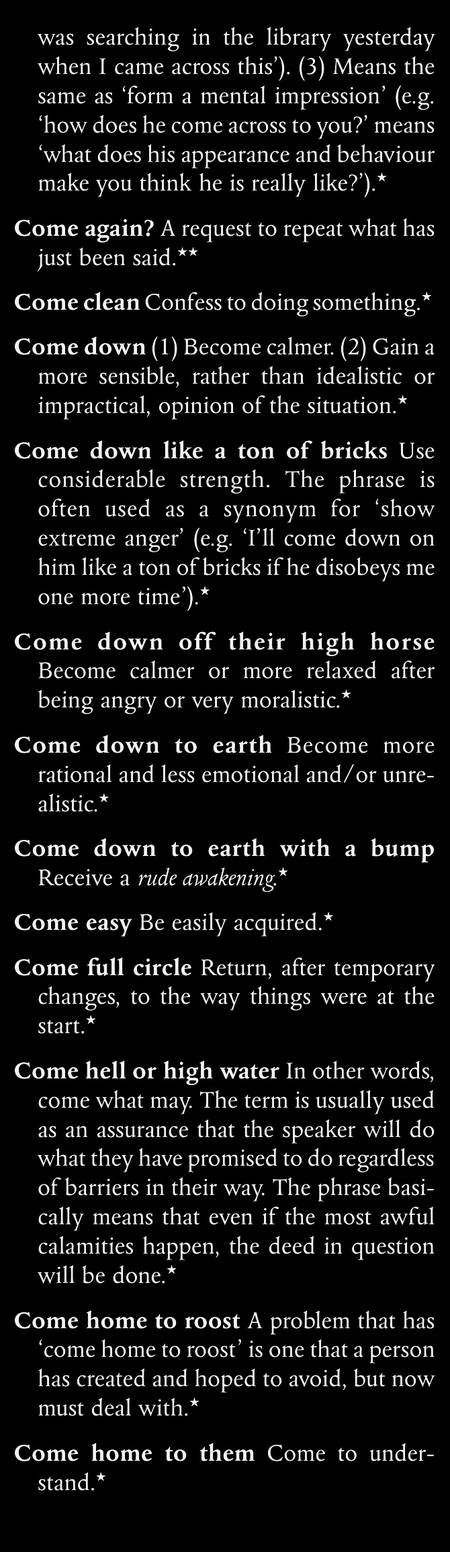 was searching in the library yesterday
when I came across this’). (3) Means the
same as ‘form a mental impression’ (e.g.
‘how does he come across to you?’ means
‘what does his appearance and behaviour
make you think he is really like?’).★
Come again? A request to repeat what has
just been said.★★
Come clean Confess to doing something.★
Come down (1) Become calmer. (2) Gain a
more sensible, rather than idealistic or
impractical, opinion of the situation.★
Come down like a ton of bricks Use
considerable strength. The phrase is
often used as a synonym for ‘show
extreme anger’ (e.g. ‘I’ll come down on
him like a ton of bricks if he disobeys me
one more time’).★
Come down off their high horse
Become calmer or more relaxed after
being angry or very moralistic.★
Come down to earth Become more
rational and less emotional and/or unre-
alistic.★
Come down to earth with a bump
Receive a rude awakening.★
Come easy Be easily acquired.★
Come full circle Return, after temporary
changes, to the way things were at the
start.★
Come hell or high water In other words,
come what may. The term is usually used
as an assurance that the speaker will do
what they have promised to do regardless
of barriers in their way. The phrase basi-
cally means that even if the most awful
calamities happen, the deed in question
will be done.★
Come home to roost A problem that has
‘come home to roost’ is one that a person
has created and hoped to avoid, but now
must deal with.★
Come home to them Come to under-
stand.★